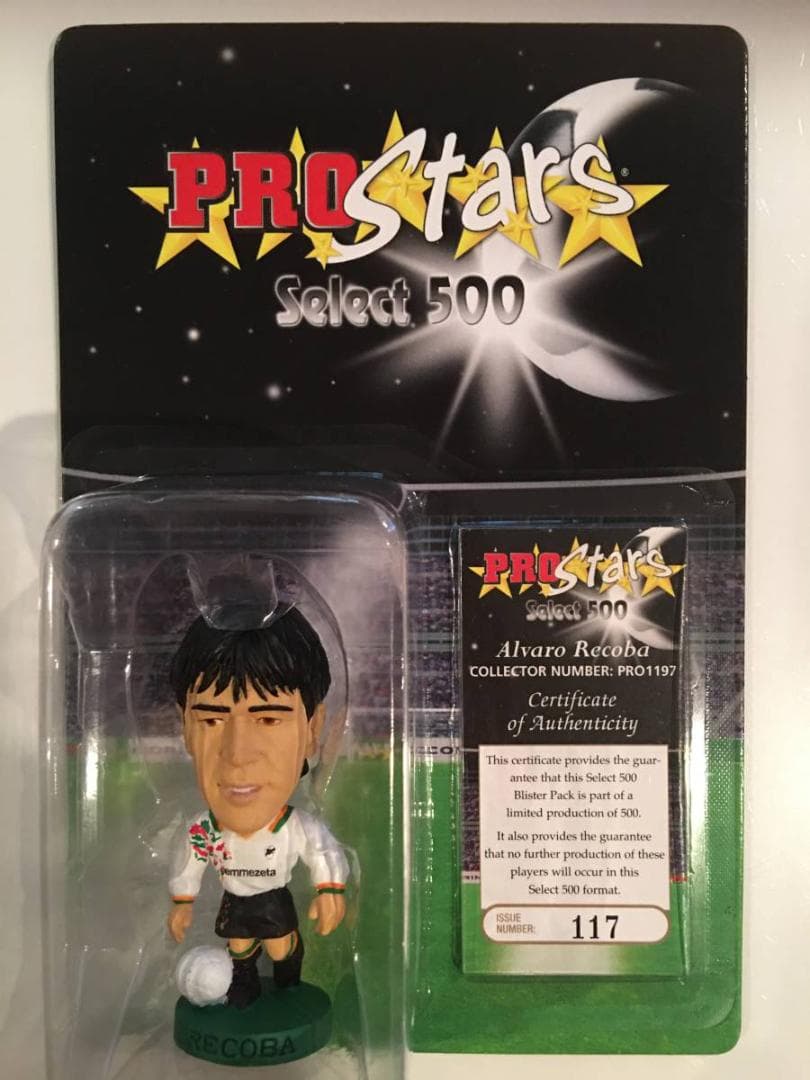 PROStars®
Select 500
PROStars
Select 500
Alvaro Recoba
COLLECTOR NUMBER: PRO1197
Certificate
of Authenticity
This certificate provides the guar-
antee that this Select 500
Blister Pack is part of a
limited production of 500.
It also provides the guarantee
that no further production of these
players will occur in this
Select 500 format.
ISSUE
NUMBER: 117
emmezeta
RECOBA